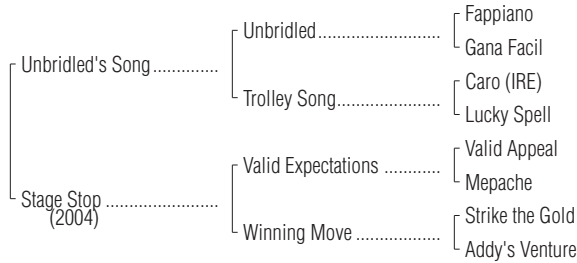 Fappiano
Unbridled........................
Gana Facil
Unbridled's Song.............
Caro (IRE)
Trolley Song.....................
Lucky Spell
Valid Appeal
Valid Expectations ............
Mepache
Stage Stop ......................
(2004)
Strike the Gold
Winning Move .................
Addy's Venture